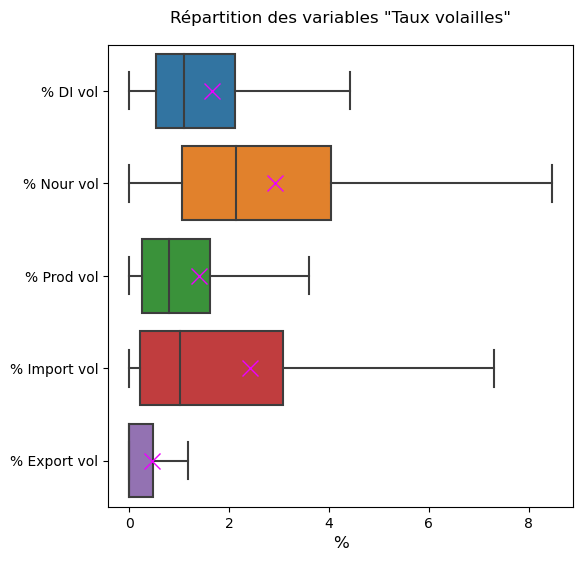 Répartition des variables "Taux volailles"
% DI vol
% Nour vol
% Prod vol
% Import vol
% Export vol
0 2 4 6 8
%